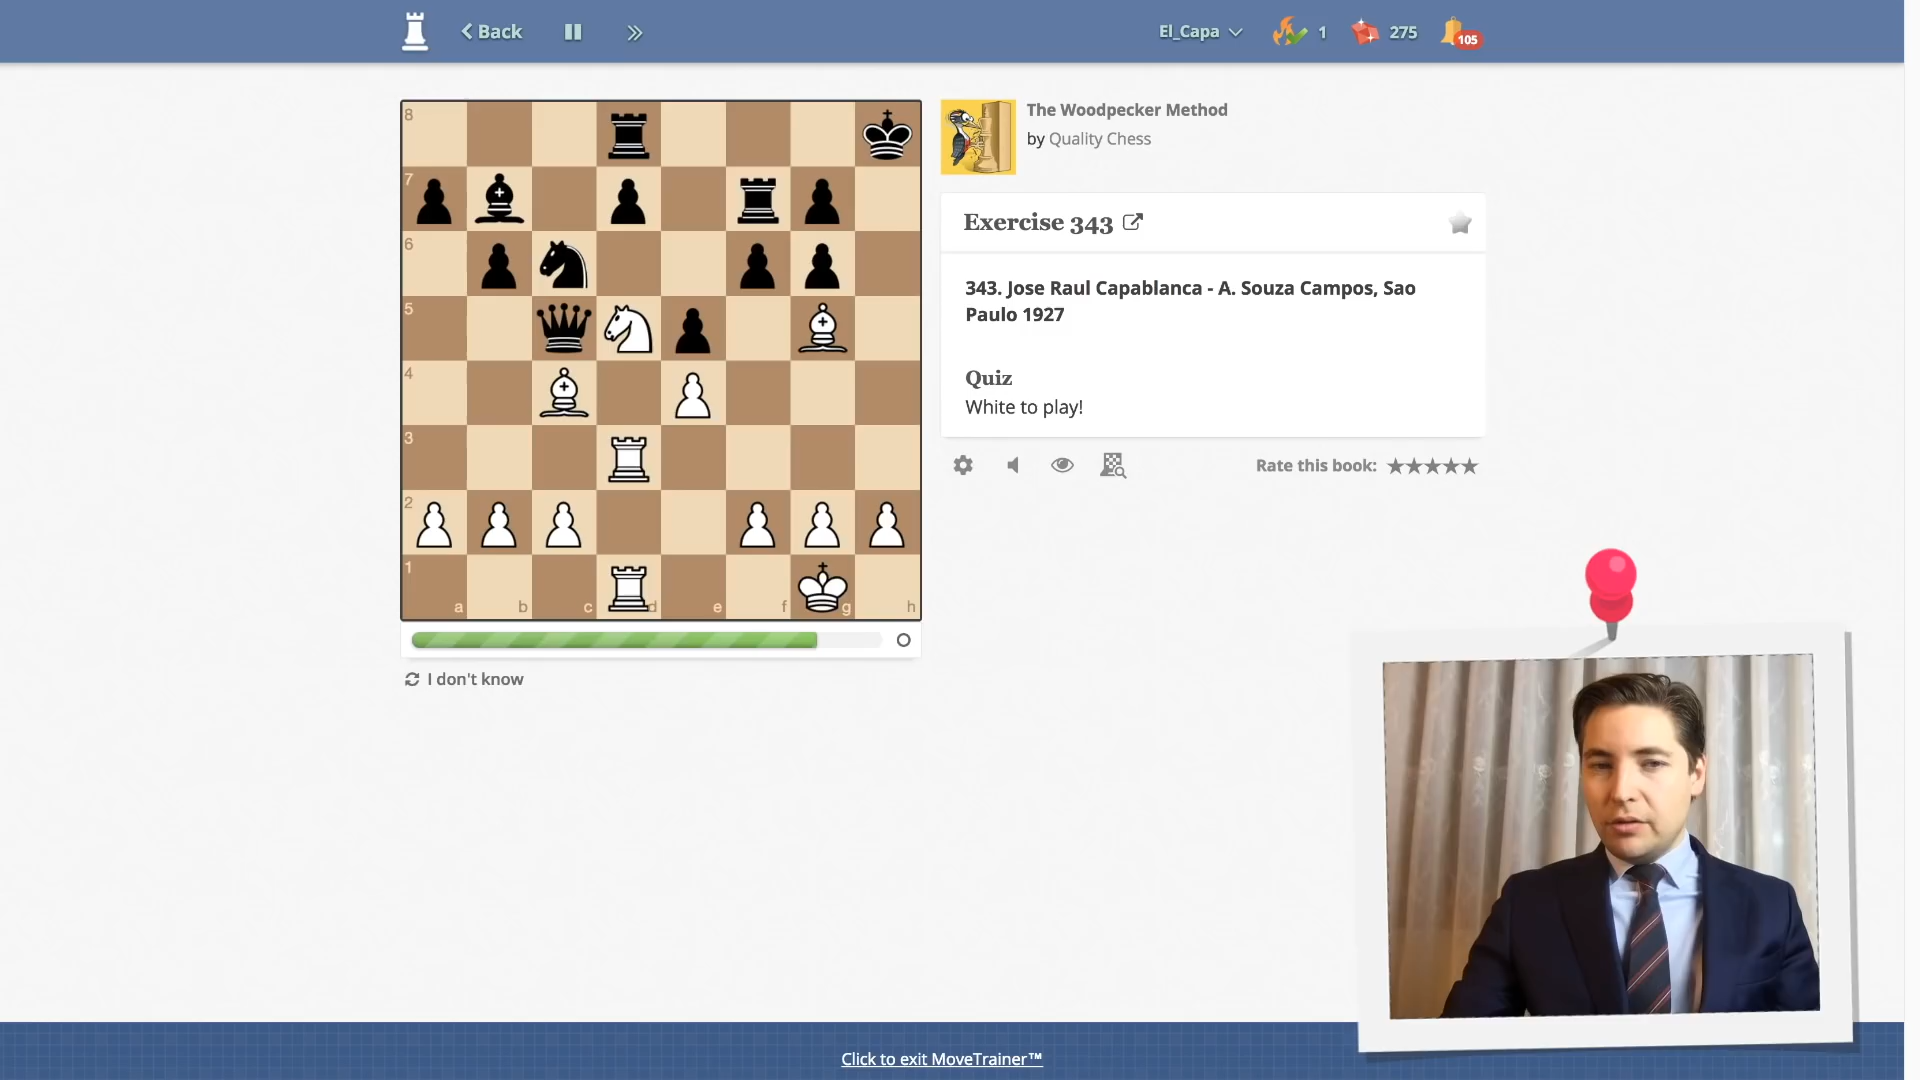 Back
El_Capa
1
275
105
The Woodpecker Method
by Quality Chess
Exercise 343
343. Jose Raul Capablanca - A. Souza Campos, Sao
Paulo 1927
Quiz
White to play!
Rate this book:
8
7
6
5
4
3
2
1
a b c d e f g h
I don't know
Click to exit MoveTrainer™